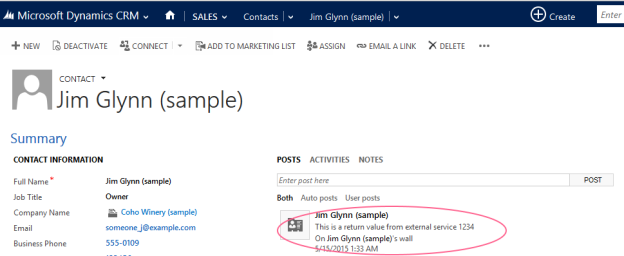 Microsoft Dynamics CRM SALES Contacts Jim Glynn (sample) Create Enter
NEW DEACTIVATE CONNECT ADD TO MARKETING LIST ASSIGN EMAIL A LINK DELETE •••
CONTACT
Jim Glynn (sample)
Summary
CONTACT INFORMATION
Full Name *
Jim Glynn (sample)
Job Title
Owner
Company Name
Coho Winery (sample)
Email
someone_j@example.com
Business Phone
555-0109
POSTS ACTIVITIES NOTES
Enter post here
POST
Both Auto posts User posts
Jim Glynn (sample)
This is a return value from external service 1234
On Jim Glynn (sample)'s wall
5/15/2015 1:33 AM